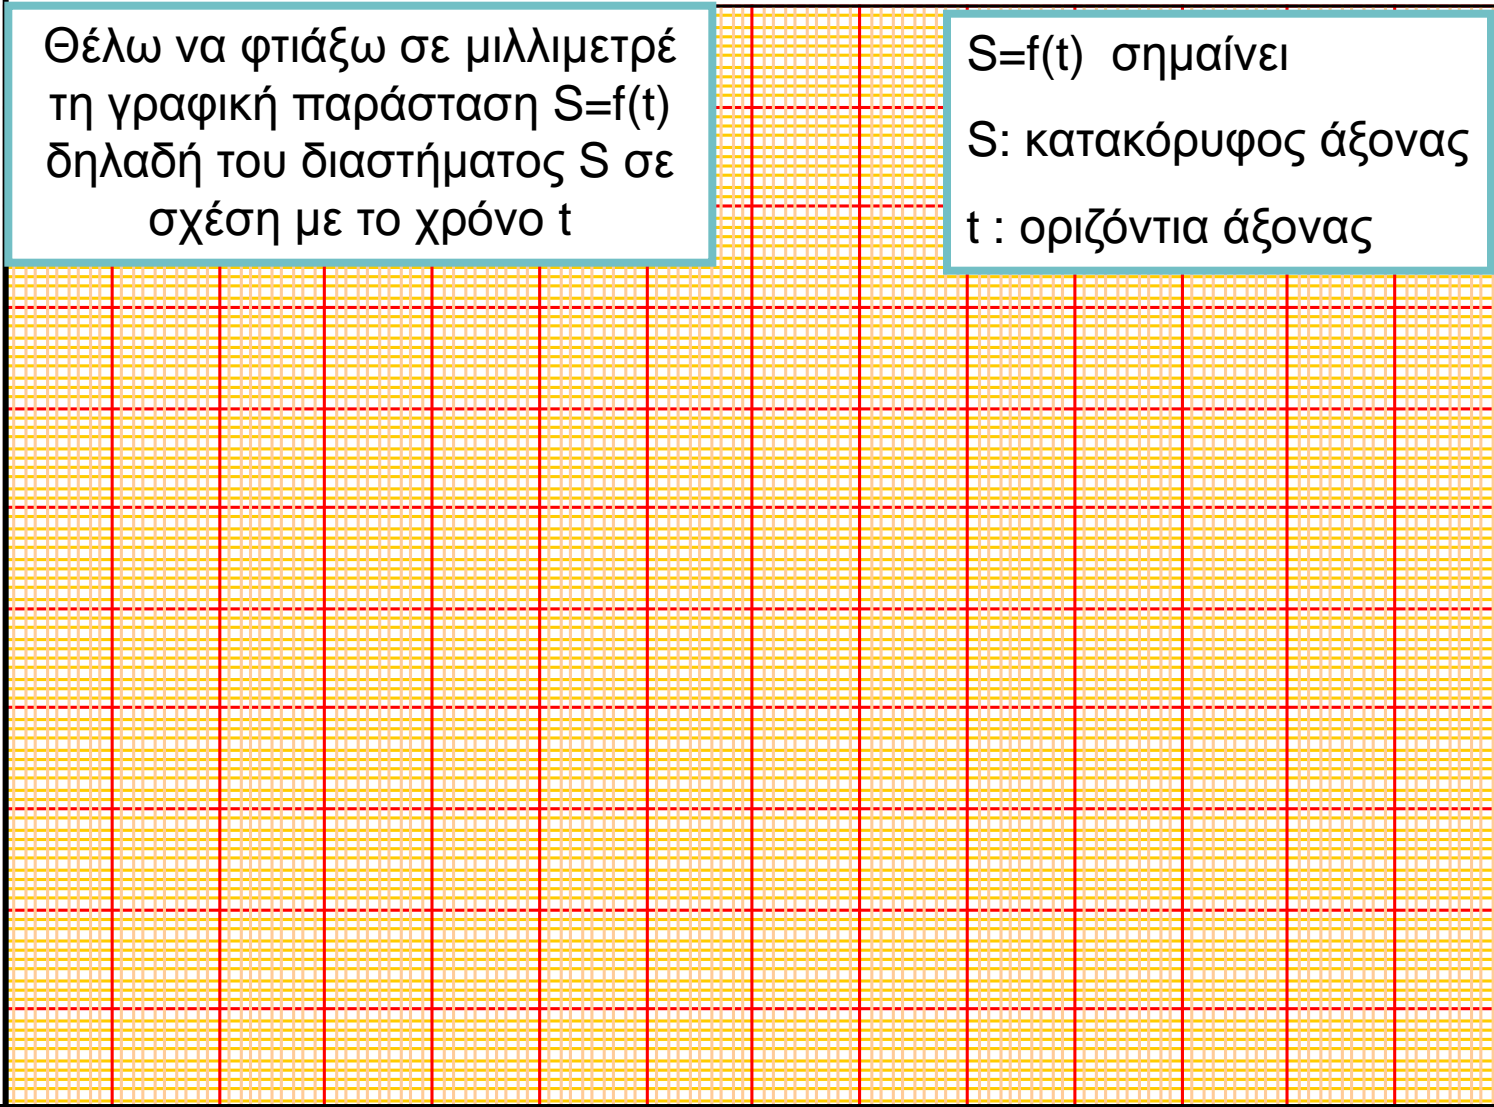 Θέλω να φτιάξω σε μιλλιμετρέ
τη γραφική παράσταση S=f(t)
δηλαδή του διαστήματος S σε
σχέση με το χρόνο t
S=f(t) σημαίνει
S: κατακόρυφος άξονας
t : οριζόντια άξονας